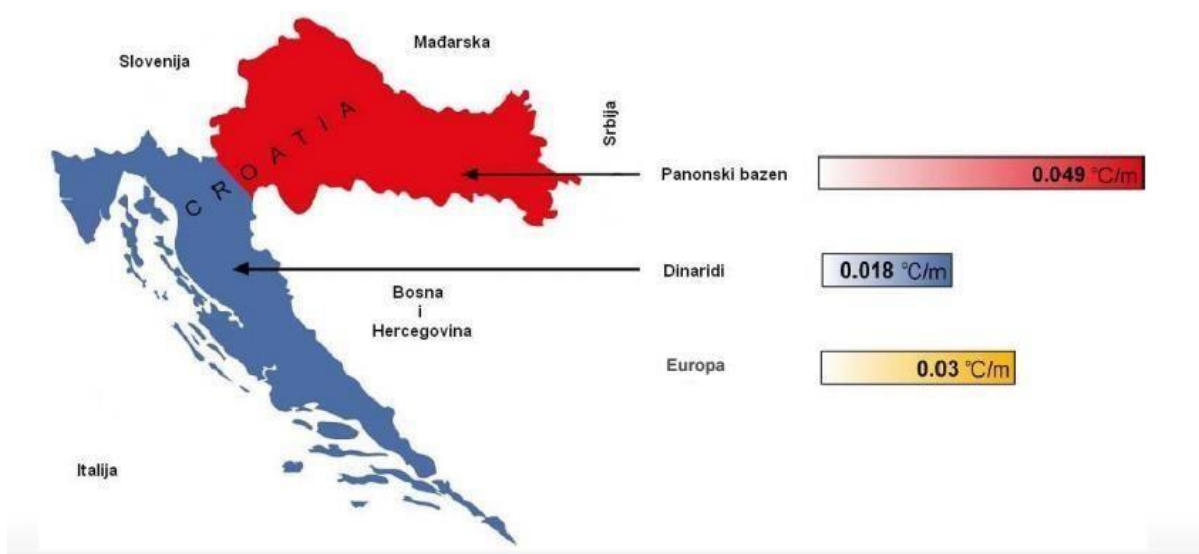 Mađarska
Slovenija
Srbija
CROATIA
Panonski bazen
0.049 °C/m
Dinaridi
0.018 °C/m
Bosna
i
Hercegovina
Europa
0.03 °C/m
Italija